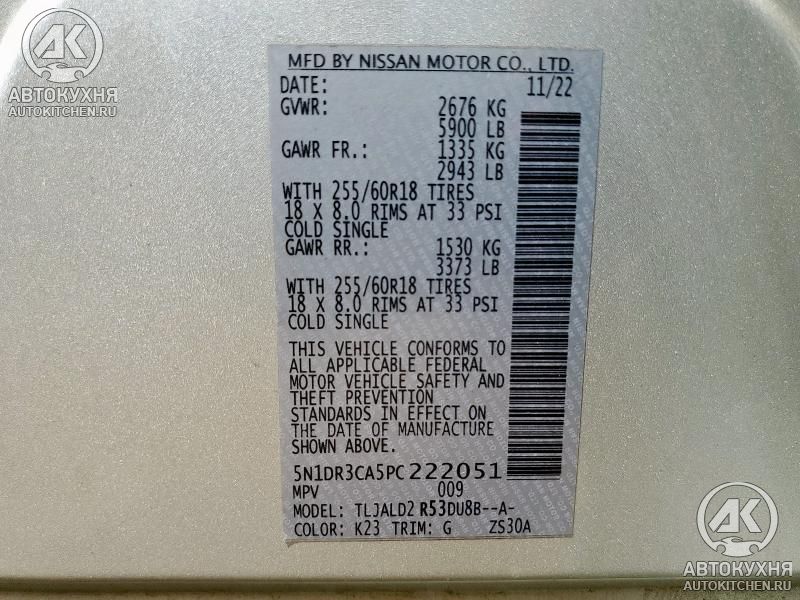 AK
АВТОКУХНЯ
AUTOKITCHEN.RU
MFD BY NISSAN MOTOR CO., LTD.
DATE: 11/22
GVWR: 2676 KG
5900 LB
GAWR FR.: 1335 KG
2943 LB
WITH 255/60R18 TIRES
18 X 8.0 RIMS AT 33 PSI
COLD SINGLE
GAWR RR.: 1530 KG
3373 LB
WITH 255/60R18 TIRES
18 X 8.0 RIMS AT 33 PSI
COLD SINGLE
THIS VEHICLE CONFORMS TO
ALL APPLICABLE FEDERAL
MOTOR VEHICLE SAFETY AND
THEFT PREVENTION
STANDARDS IN EFFECT ON
THE DATE OF MANUFACTURE
SHOWN ABOVE.
5N1DR3CA5PC222051
MPV 009
MODEL: TLJALD2 R53DU8B--A-
COLOR: K23 TRIM: G ZS30A
AK
АВТОКУХНЯ
AUTOKITCHEN.RU